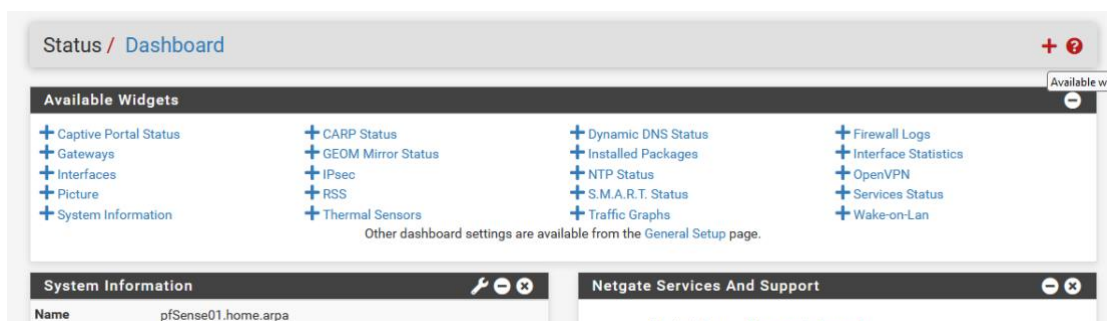 Status / Dashboard
Available w
Available Widgets
Captive Portal Status CARP Status Dynamic DNS Status Firewall Logs
Gateways GEOM Mirror Status Installed Packages Interface Statistics
Interfaces IPsec NTP Status OpenVPN
Picture RSS S.M.A.R.T. Status Services Status
System Information Thermal Sensors Traffic Graphs Wake-on-Lan
Other dashboard settings are available from the General Setup page.
System Information Netgate Services And Support
Name pfSense01.home.arpa